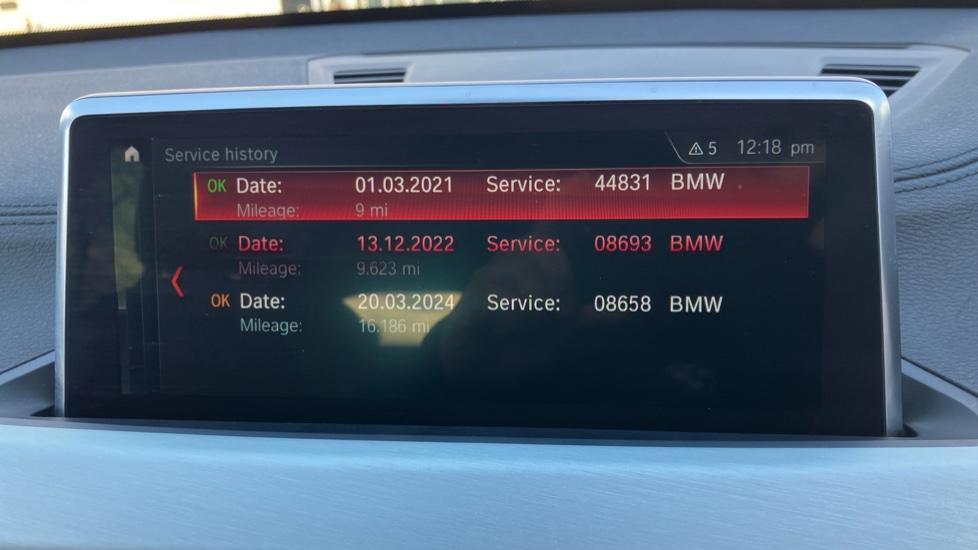 Service history 5 12:18 pm
OK Date: 01.03.2021 Service: 44831 BMW
Mileage: 9 mi
OK Date: 13.12.2022 Service: 08693 BMW
Mileage: 9.623 mi
OK Date: 20.03.2024 Service: 08658 BMW
Mileage: 16.186 mi